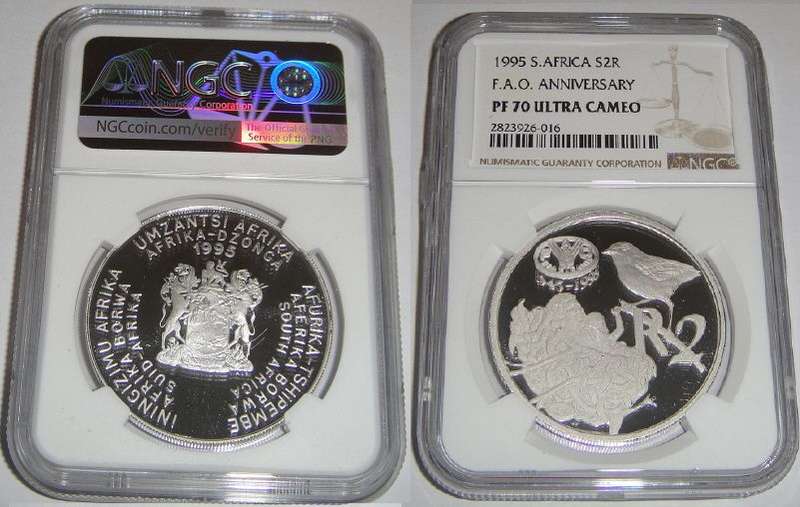 NGC
Numismatic Guaranty Corporation
NGCcoin.com/verify
The Official Grading
Service of the PNG
UMZANTSI AFRIKA
AFRIKA-DZONGA
1995
AFURIKA-TSHIPEMBE
AFERIKA BORWA
SOUTH AFRICA
ININGIZIMU AFRIKA
AFRIKA BORWA
SUID-AFRIKA
1995 S.AFRICA S2R
F.A.O. ANNIVERSARY
PF 70 ULTRA CAMEO
2823926-016
NUMISMATIC GUARANTY CORPORATION
NGC
R2